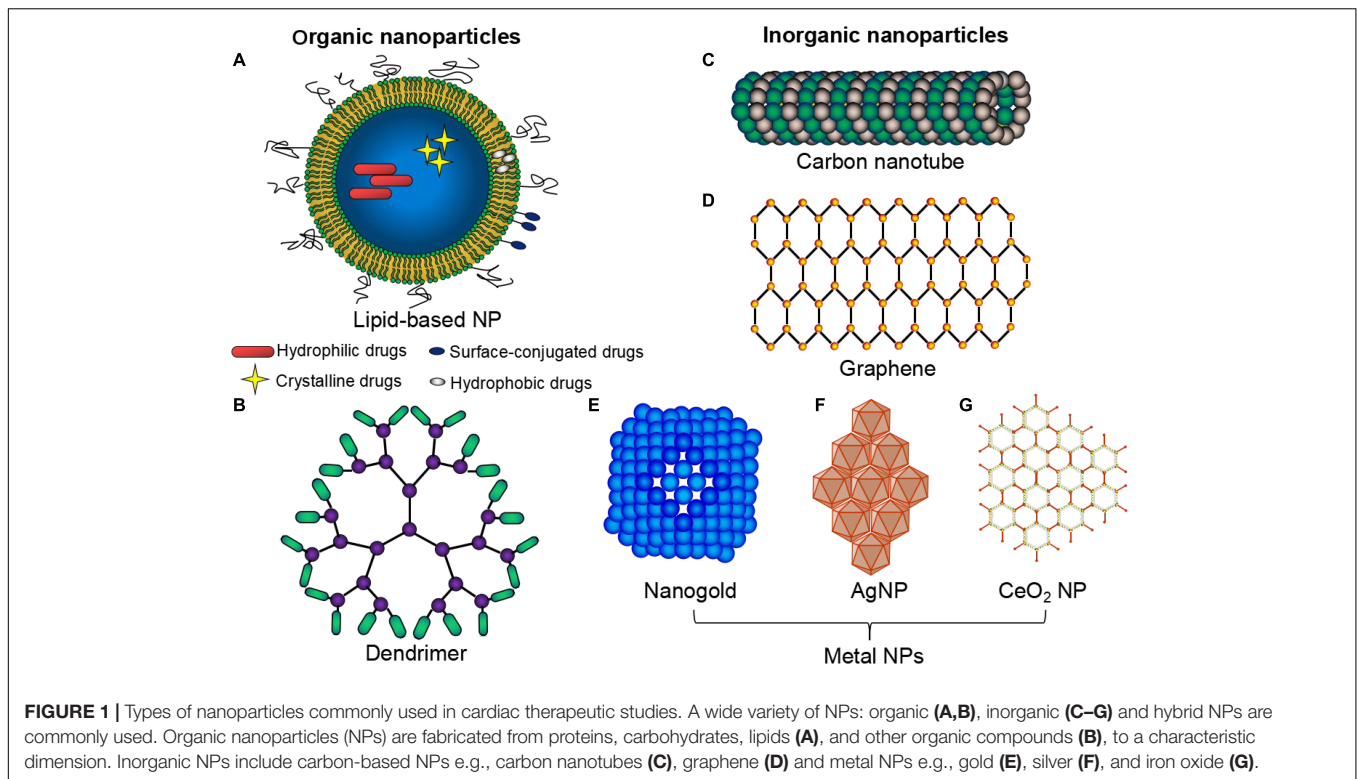 Organic nanoparticles
Inorganic nanoparticles
A
Lipid-based NP
Hydrophilic drugs
Surface-conjugated drugs
Crystalline drugs
Hydrophobic drugs
B
Dendrimer
C
Carbon nanotube
D
Graphene
E
Nanogold
F
AgNP
G
CeO₂ NP
Metal NPs
FIGURE 1 | Types of nanoparticles commonly used in cardiac therapeutic studies. A wide variety of NPs: organic (A,B), inorganic (C–G) and hybrid NPs are
commonly used. Organic nanoparticles (NPs) are fabricated from proteins, carbohydrates, lipids (A), and other organic compounds (B), to a characteristic
dimension. Inorganic NPs include carbon-based NPs e.g., carbon nanotubes (C), graphene (D) and metal NPs e.g., gold (E), silver (F), and iron oxide (G).